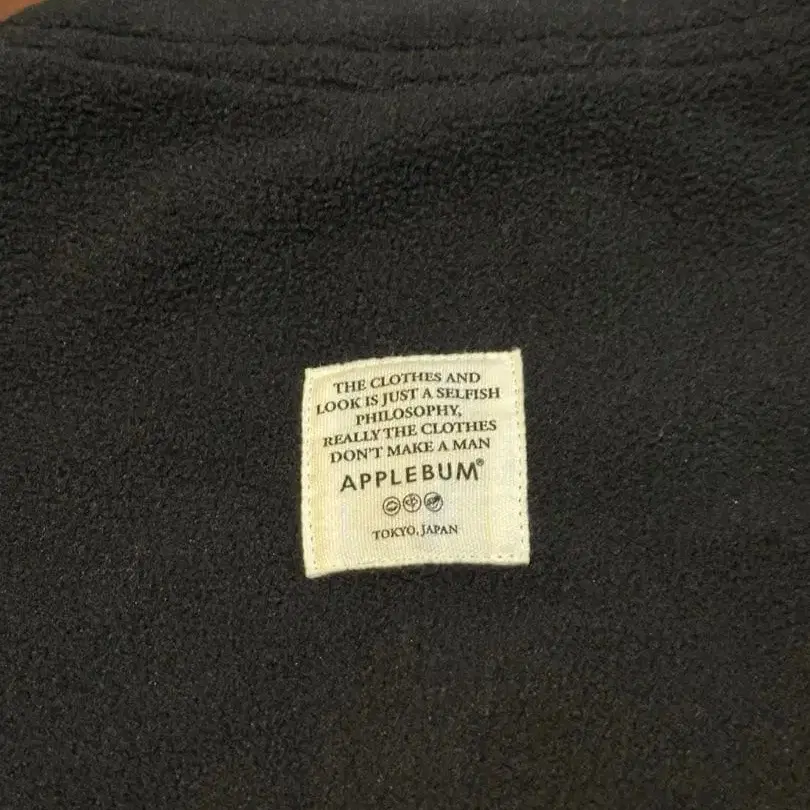 THE CLOTHES AND
LOOK IS JUST A SELFISH
PHILOSOPHY,
REALLY THE CLOTHES
DON'T MAKE A MAN
APPLEBUM®
TOKYO, JAPAN